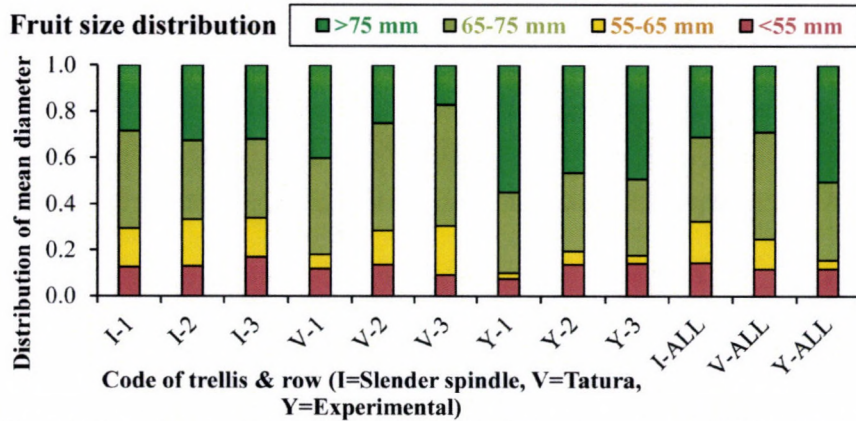 Fruit size distribution
>75 mm 65-75 mm 55-65 mm <55 mm
Distribution of mean diameter
1.0
0.8
0.6
0.4
0.2
0.0
I-1 I-2 I-3 V-1 V-2 V-3 Y-1 Y-2 Y-3 I-ALL V-ALL Y-ALL
Code of trellis & row (I=Slender spindle, V=Tatura,
Y=Experimental)